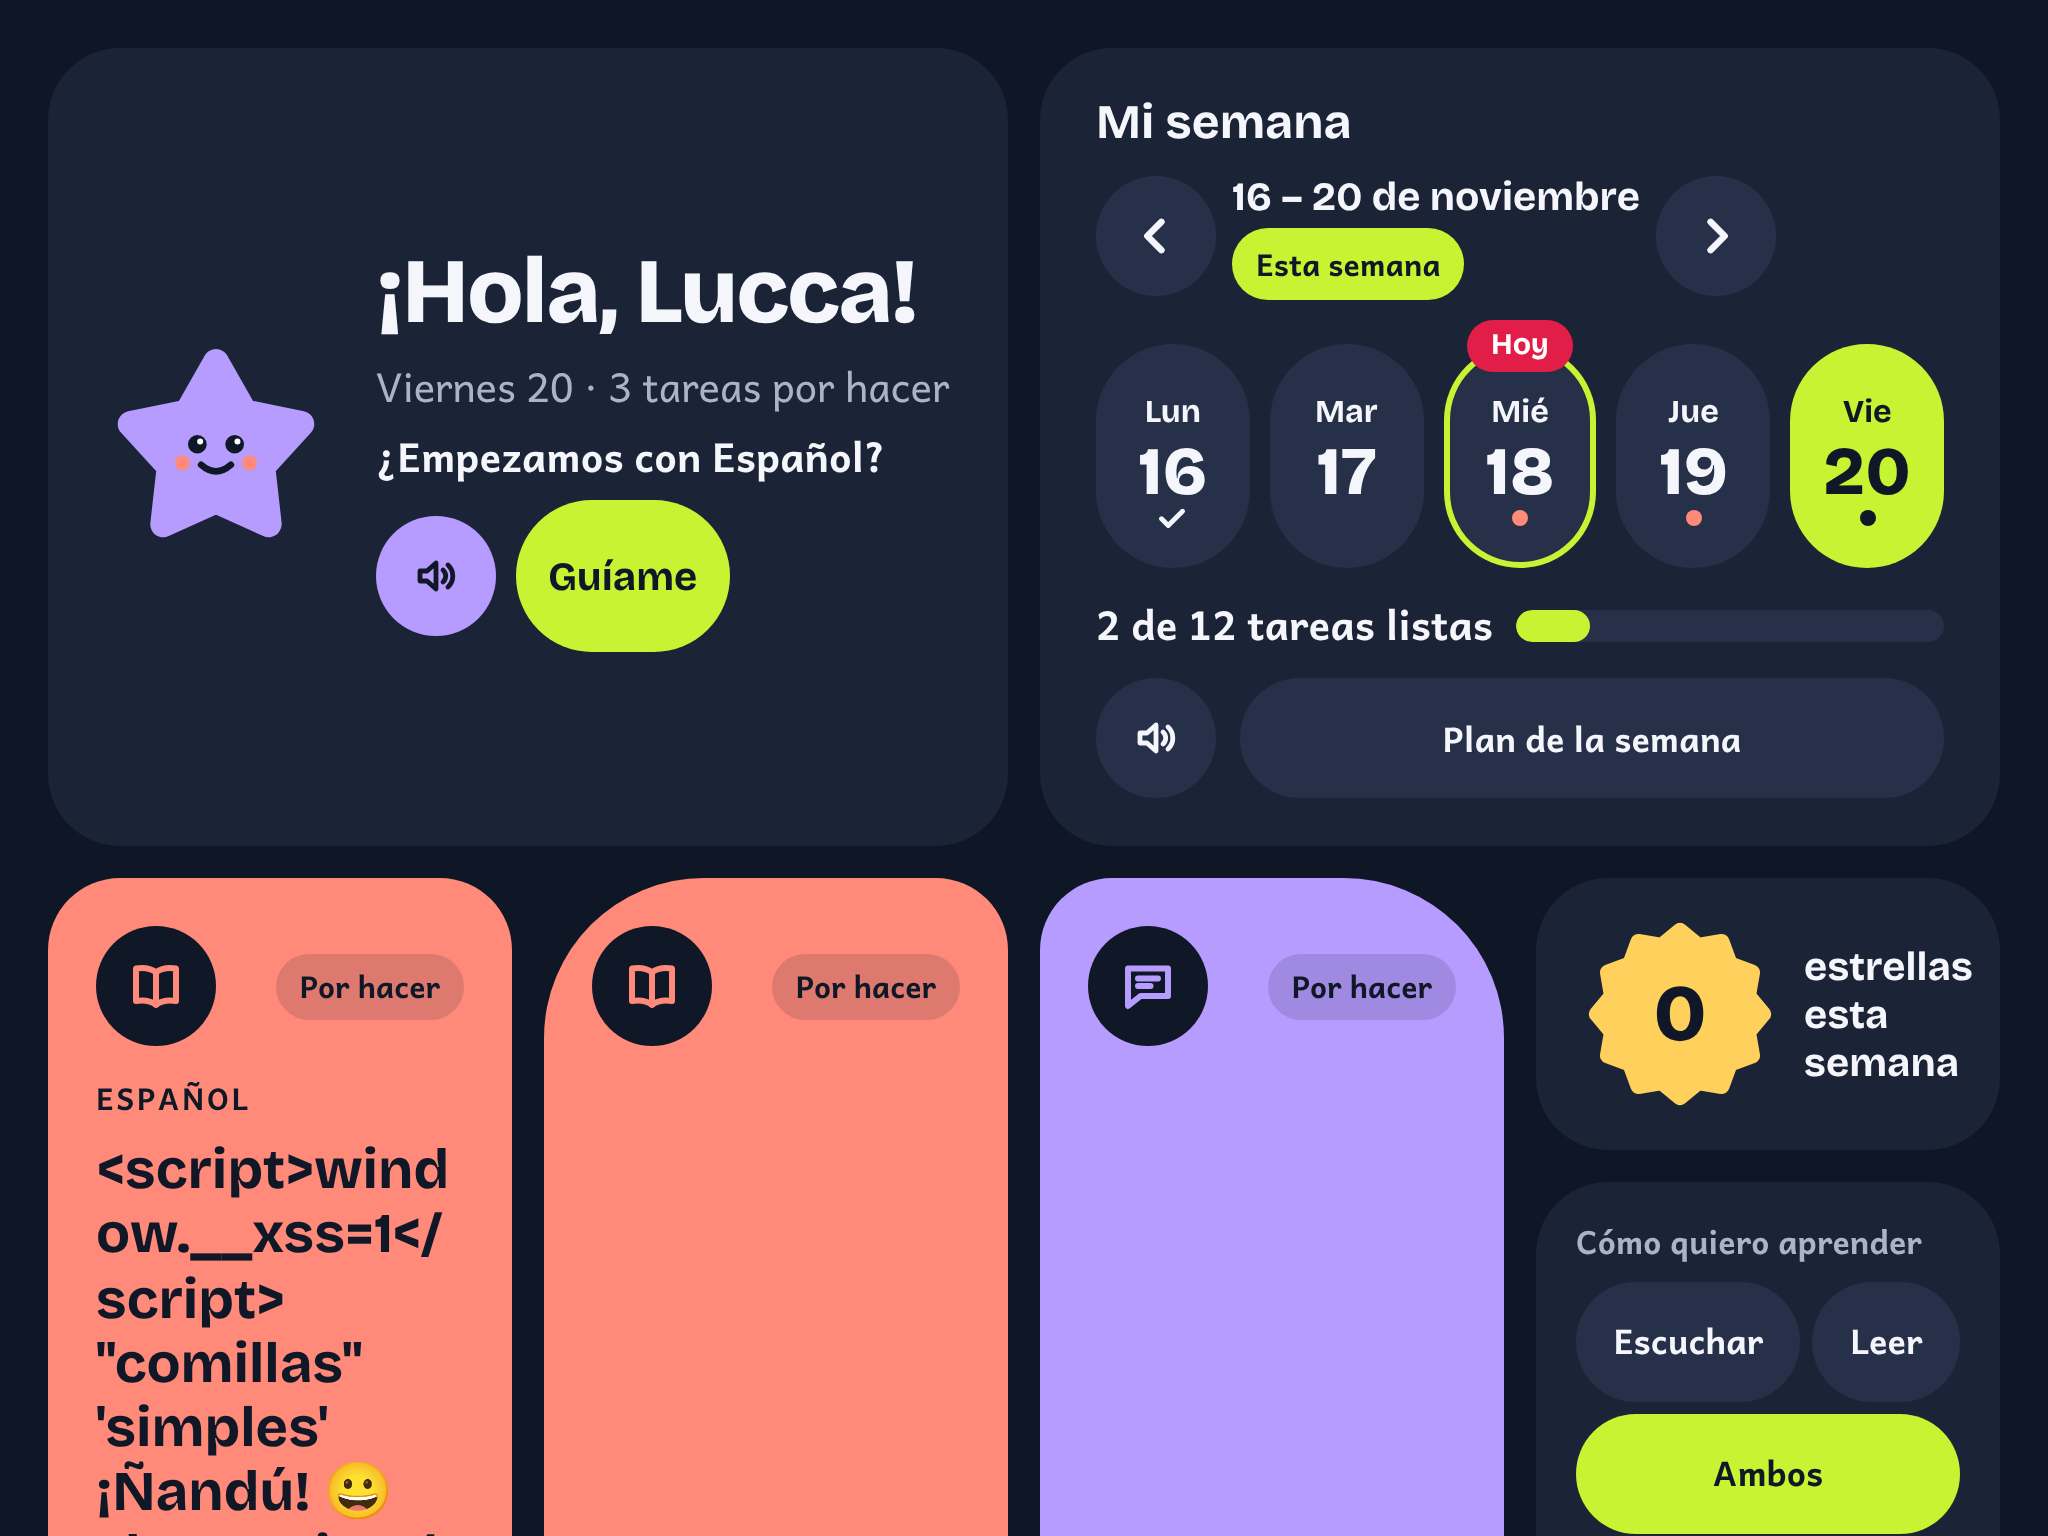 ¡Hola, Lucca!
Viernes 20 · 3 tareas por hacer
¿Empezamos con Español?
Guíame
Mi semana
16 – 20 de noviembre
Esta semana
Hoy
Lun
16
Mar
17
Mié
18
Jue
19
Vie
20
2 de 12 tareas listas
Plan de la semana
Por hacer
ESPAÑOL
<script>wind
ow.__xss=1</
script>
"comillas"
'simples'
¡Ñandú! 😀
Por hacer
Por hacer
0
estrellas
esta
semana
Cómo quiero aprender
Escuchar
Leer
Ambos